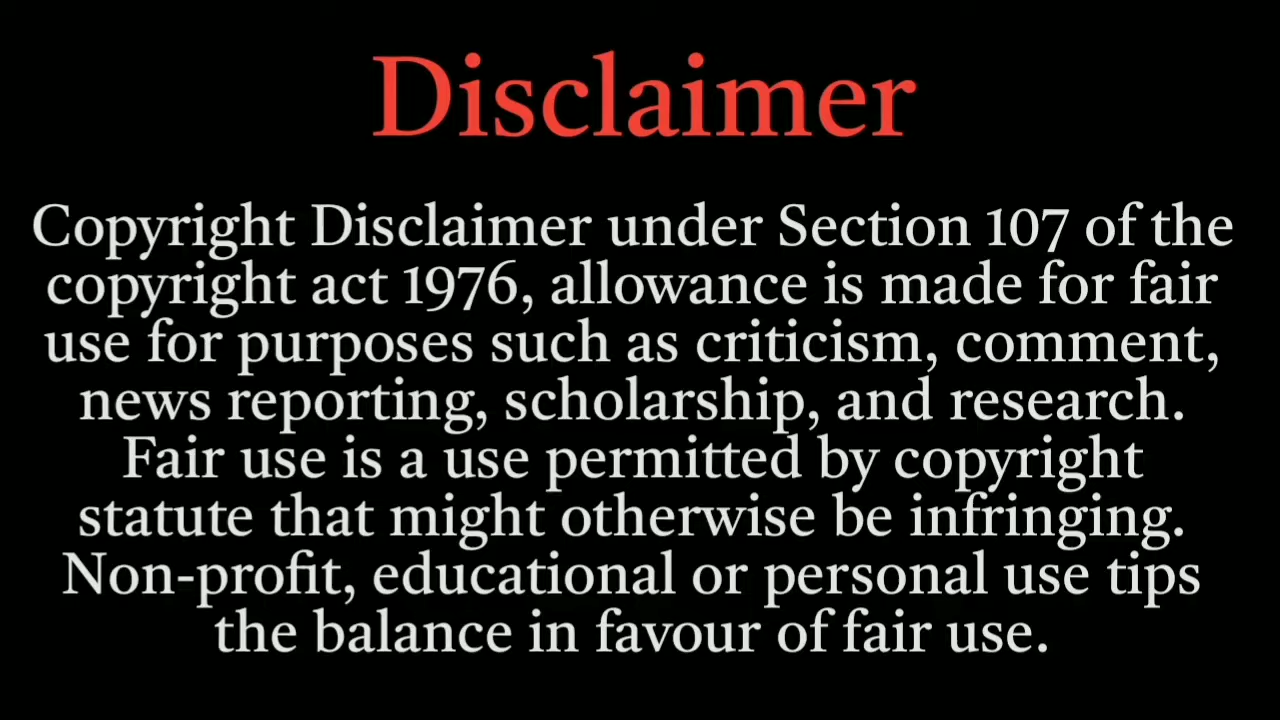 Disclaimer
Copyright Disclaimer under Section 107 of the
copyright act 1976, allowance is made for fair
use for purposes such as criticism, comment,
news reporting, scholarship, and research.
Fair use is a use permitted by copyright
statute that might otherwise be infringing.
Non-profit, educational or personal use tips
the balance in favour of fair use.